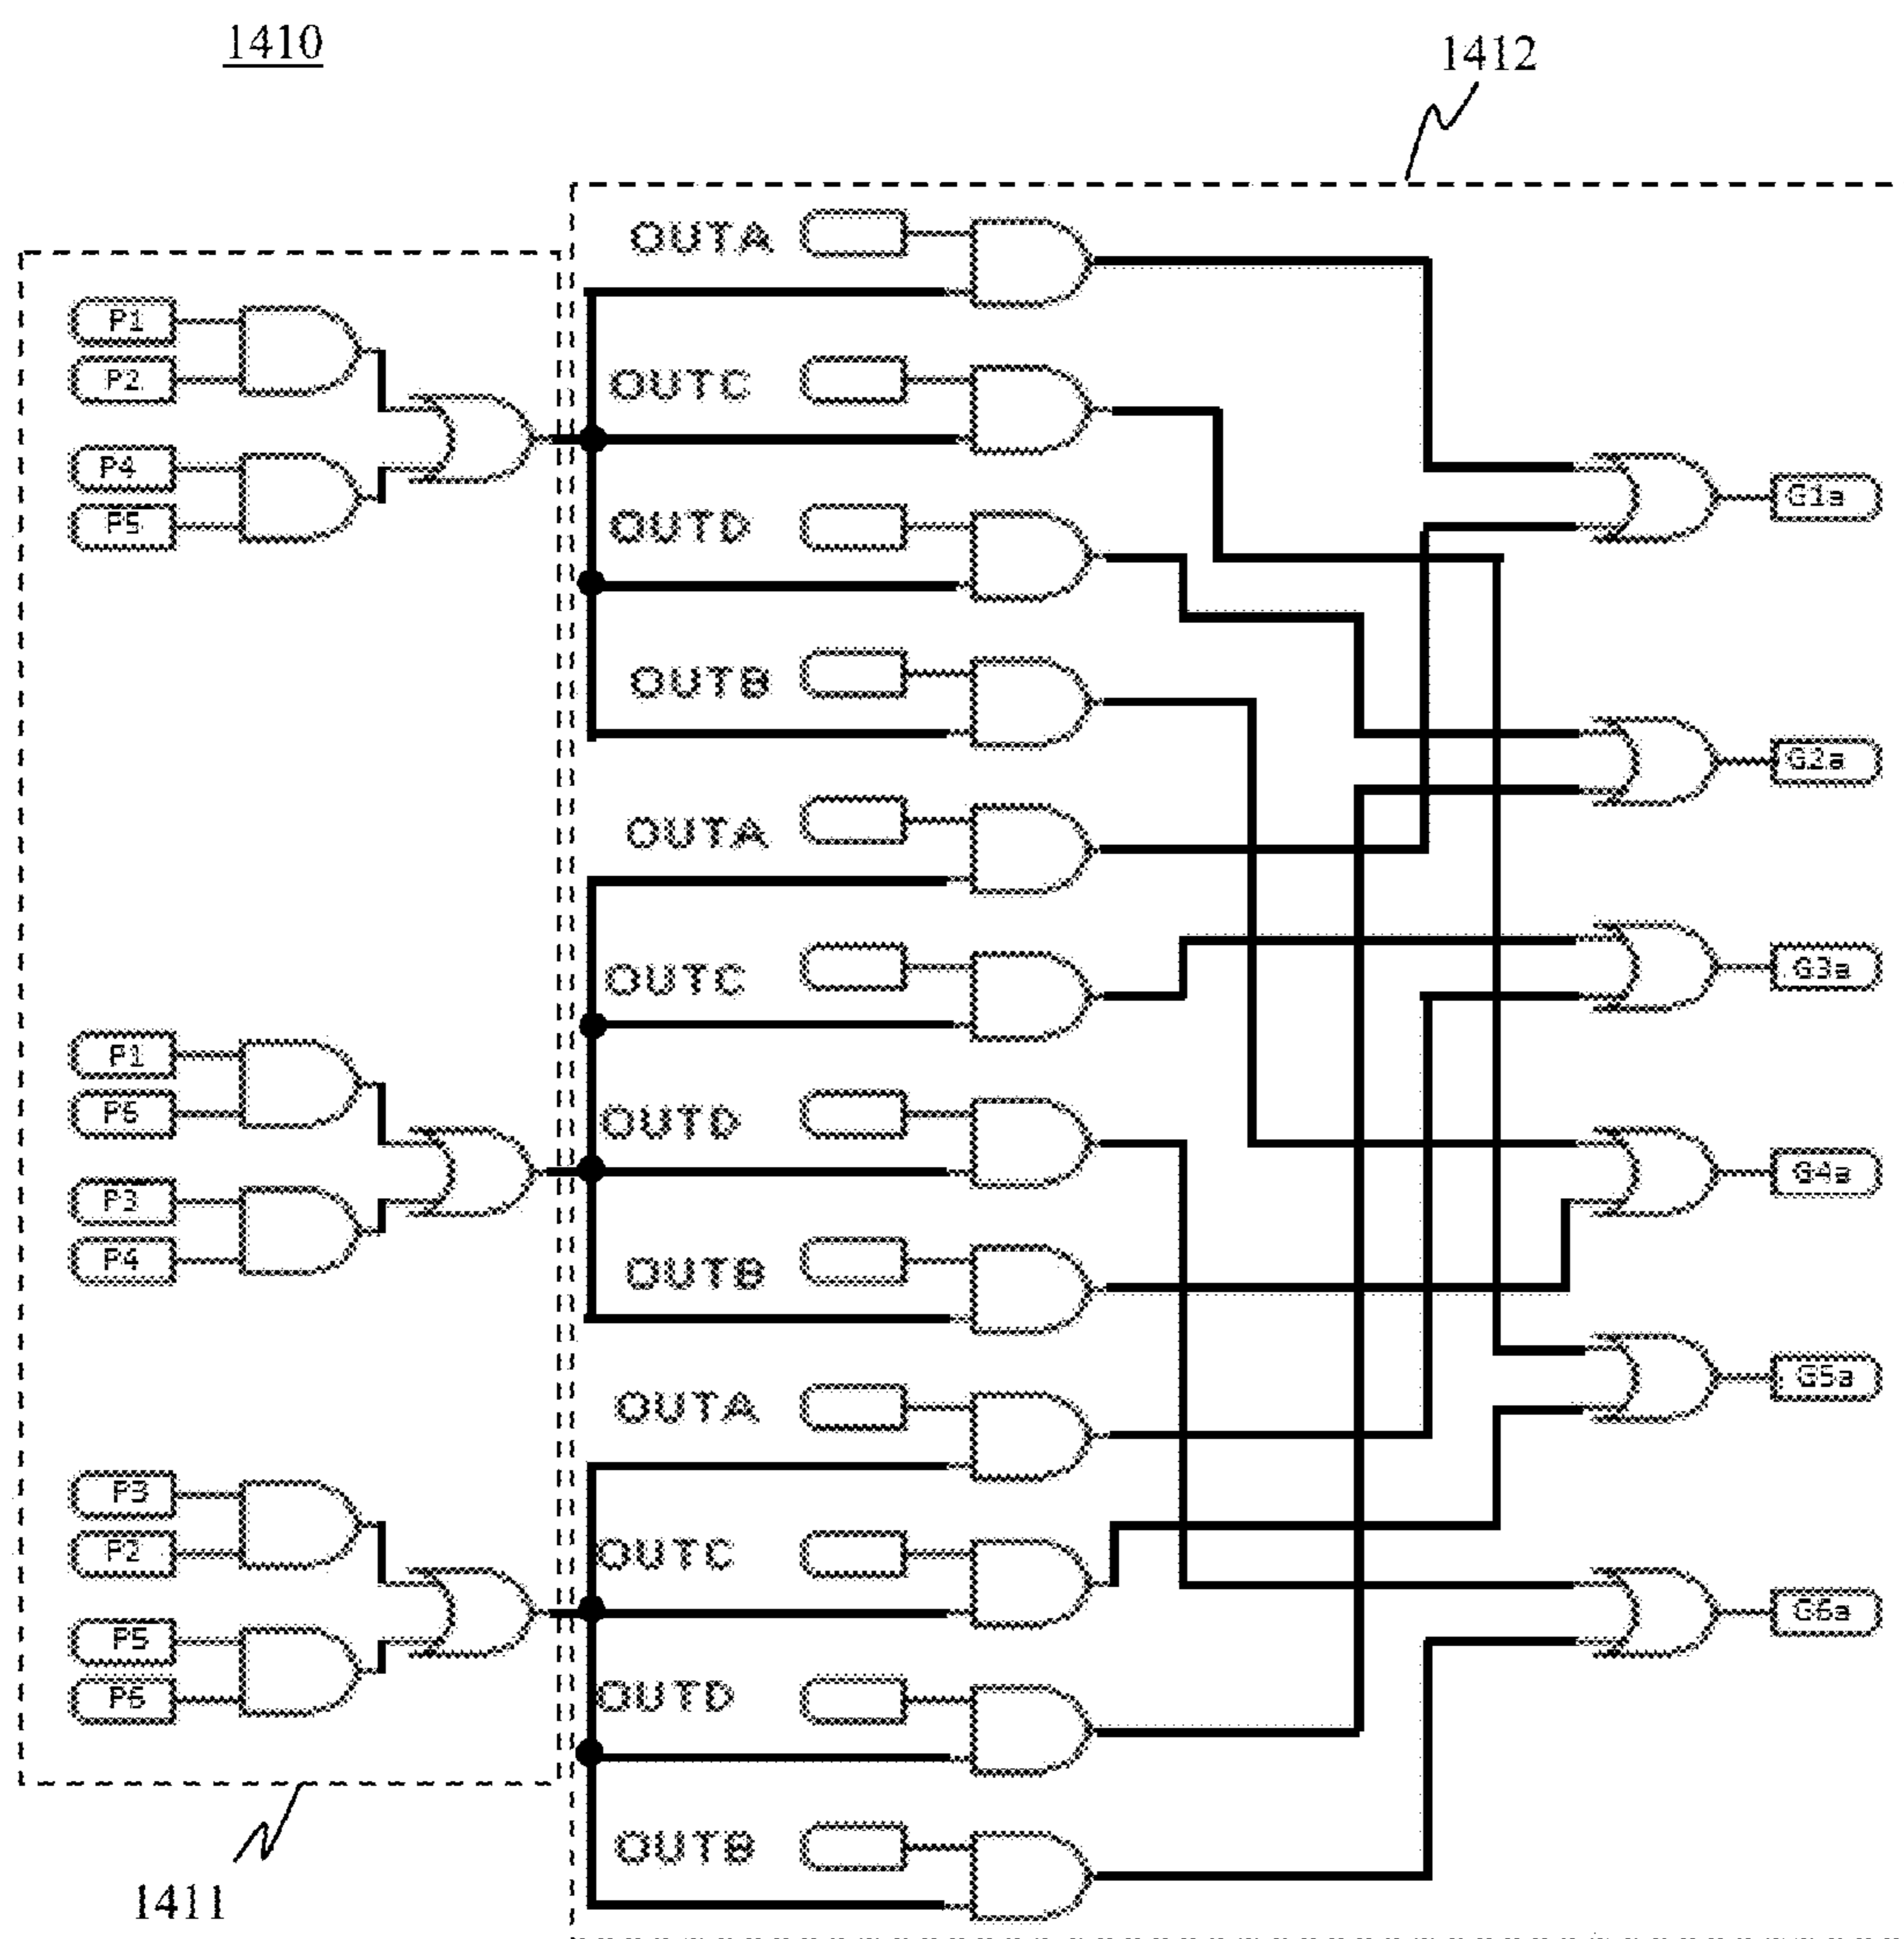 1410
1412
OUTA
P1
P2
OUTC
P4
P5
OUTD
G1a
OUTB
G2a
OUTA
OUTC
G3a
P1
P6
OUTD
P3
G4a
P4
OUTB
OUTA
G5a
P3
P2
OUTC
P5
P6
G6a
OUTD
OUTB
1411